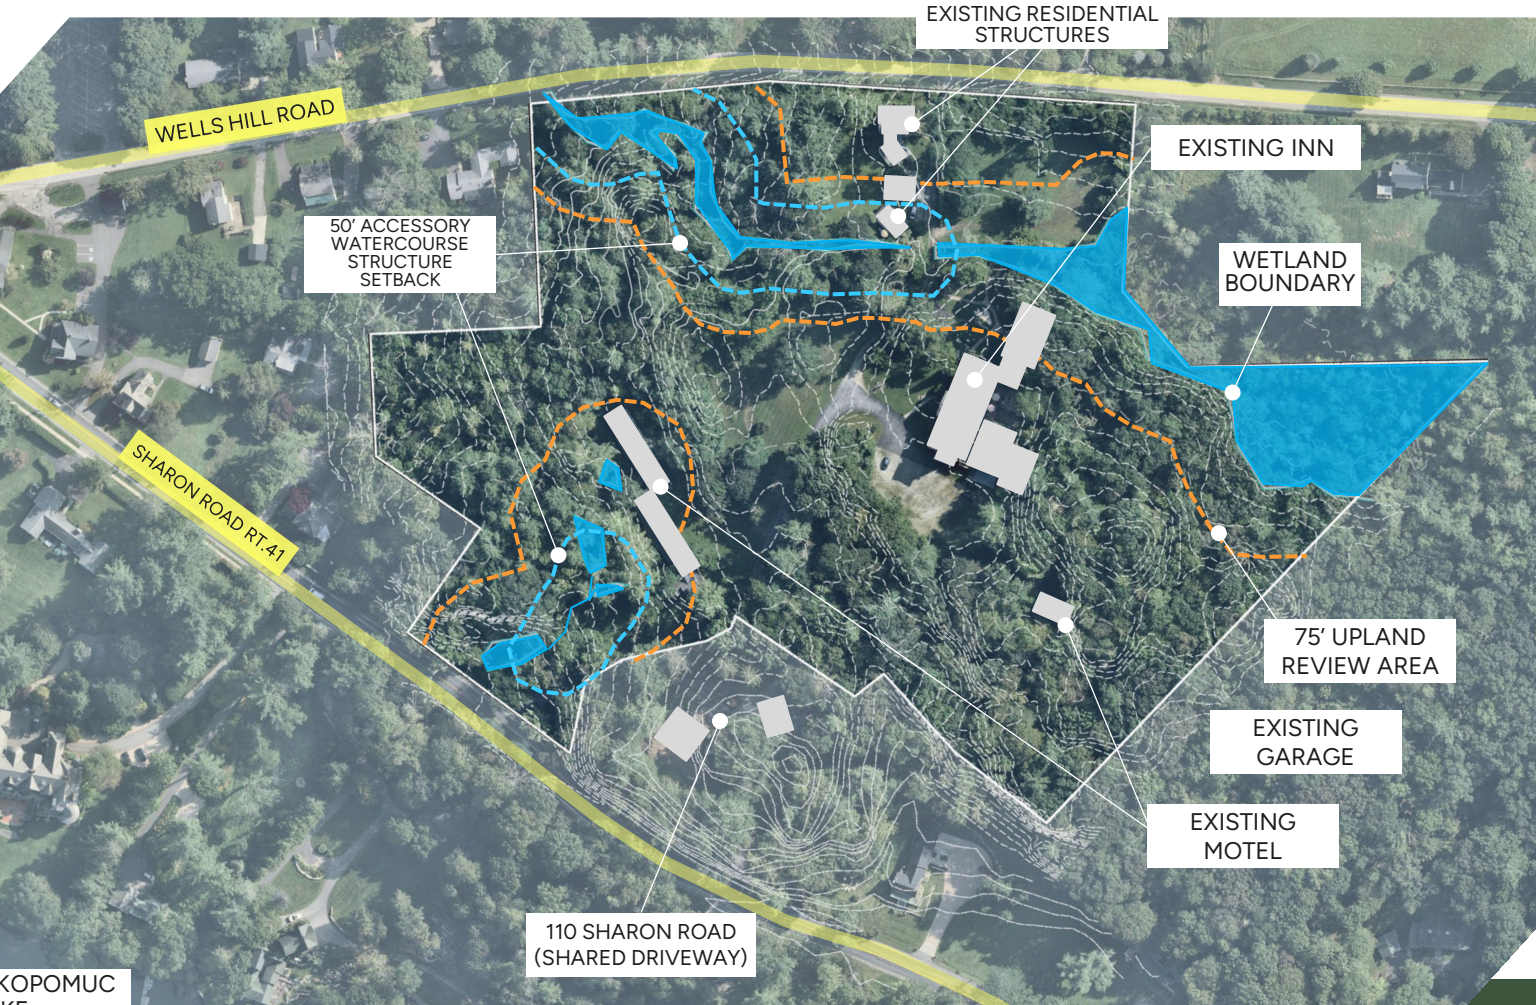 EXISTING RESIDENTIAL
STRUCTURES
WELLS HILL ROAD
EXISTING INN
50’ ACCESSORY
WATERCOURSE
STRUCTURE
SETBACK
WETLAND
BOUNDARY
SHARON ROAD RT.41
75’ UPLAND
REVIEW AREA
EXISTING
GARAGE
EXISTING
MOTEL
110 SHARON ROAD
(SHARED DRIVEWAY)
KOPOMUC